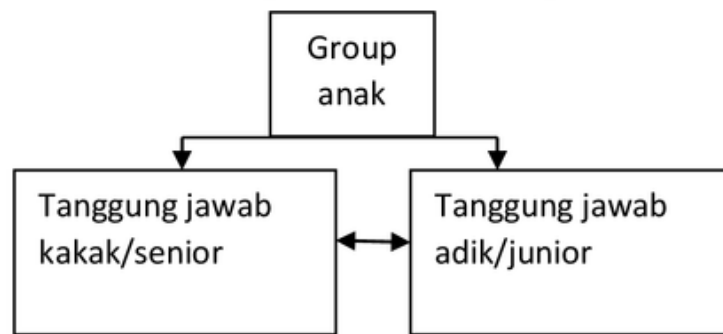 Group
anak
Tanggung jawab
kakak/senior
Tanggung jawab
adik/junior